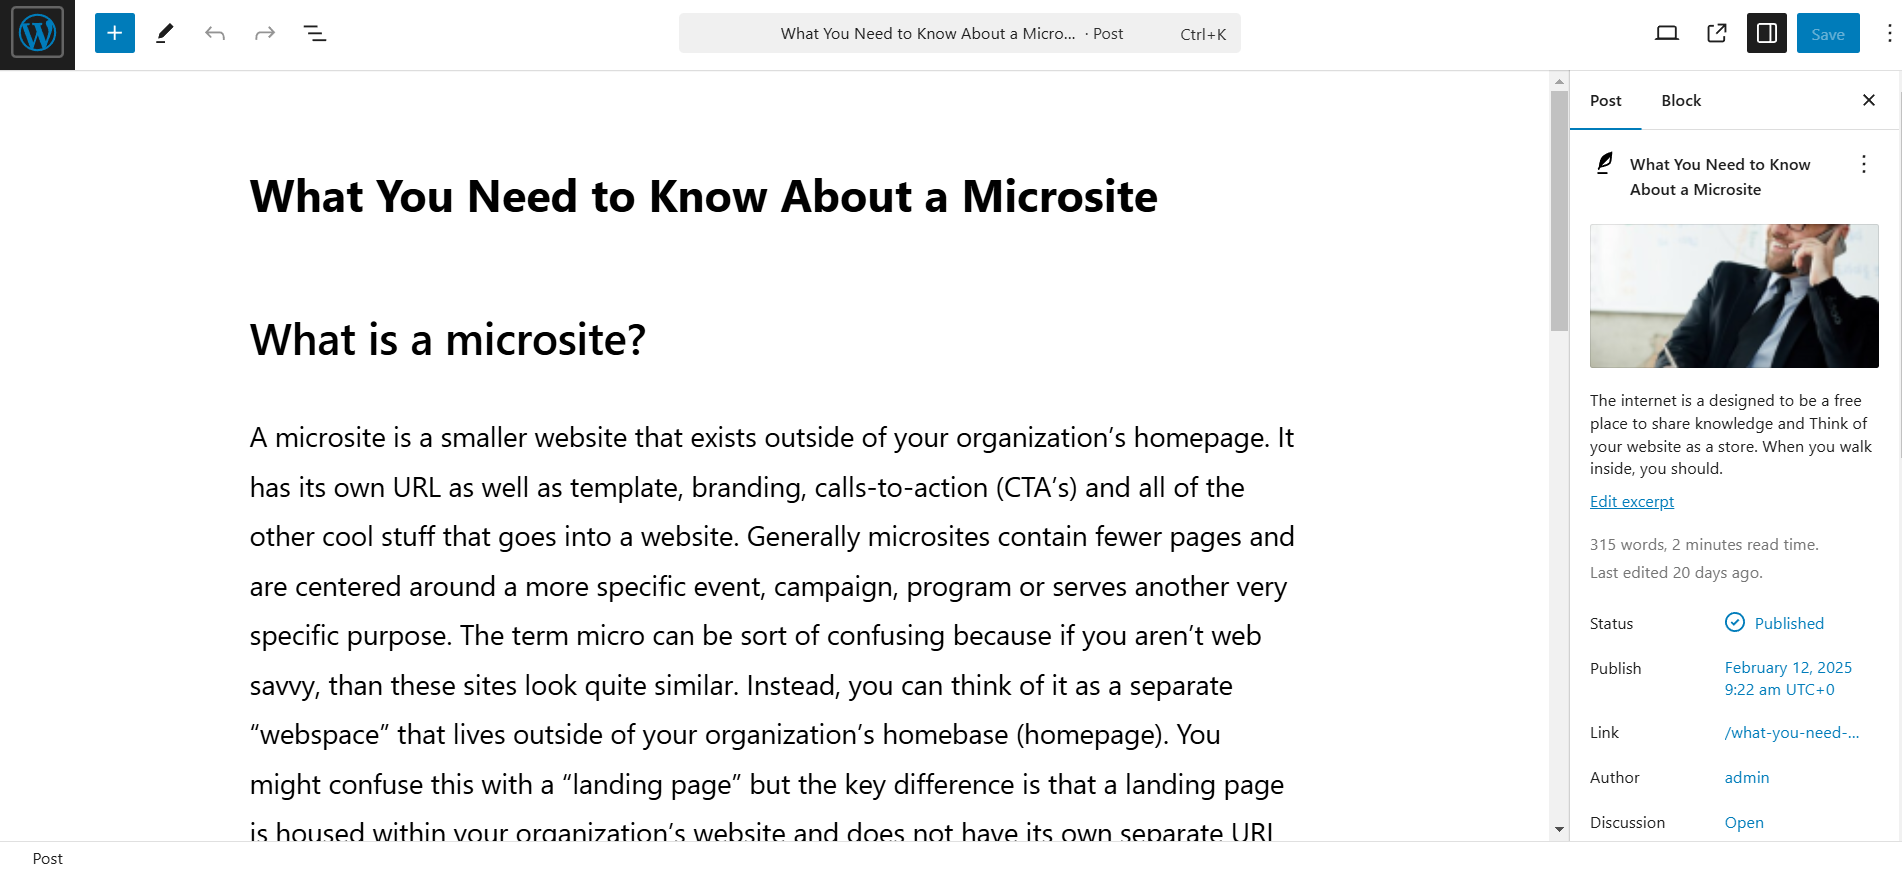 What You Need to Know About a Micro... · Post Ctrl+K
Save
What You Need to Know About a Microsite
What is a microsite?
A microsite is a smaller website that exists outside of your organization’s homepage. It
has its own URL as well as template, branding, calls-to-action (CTA’s) and all of the
other cool stuff that goes into a website. Generally microsites contain fewer pages and
are centered around a more specific event, campaign, program or serves another very
specific purpose. The term micro can be sort of confusing because if you aren’t web
savvy, than these sites look quite similar. Instead, you can think of it as a separate
“webspace” that lives outside of your organization’s homebase (homepage). You
might confuse this with a “landing page” but the key difference is that a landing page
is housed within your organization’s website and does not have its own separate URL
Post Block
What You Need to Know
About a Microsite
The internet is a designed to be a free
place to share knowledge and Think of
your website as a store. When you walk
inside, you should.
Edit excerpt
315 words, 2 minutes read time.
Last edited 20 days ago.
Status Published
Publish February 12, 2025
9:22 am UTC+0
Link /what-you-need-...
Author admin
Discussion Open
Post